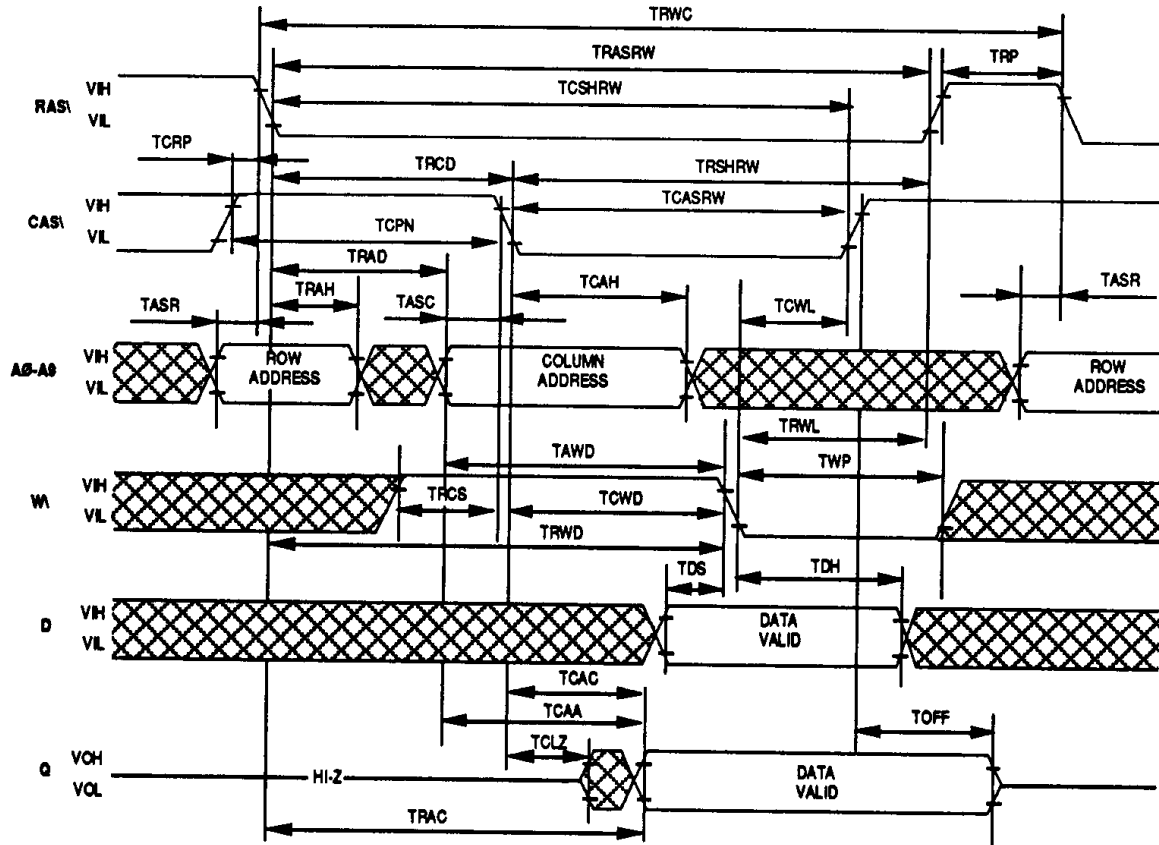 TRWC
TRASRW
TRP
VIH
RAS\
TCSHRW
VIL
TCRP
TRCD
TRSHRW
VIH
CAS\
TCASRW
TCPN
VIL
TRAD
TRAH
TASC
TCAH
TCWL
TASR
TASR
VIH
AØ-A9
VIL
ROW
ADDRESS
COLUMN
ADDRESS
ROW
ADDRESS
TRWL
TAWD
TWP
VIH
W\
VIL
TRCS
TCWD
TRWD
TDS
TDH
VIH
D
VIL
DATA
VALID
TCAC
TCAA
TOFF
TCLZ
VOH
Q
VOL
HI-Z
DATA
VALID
TRAC